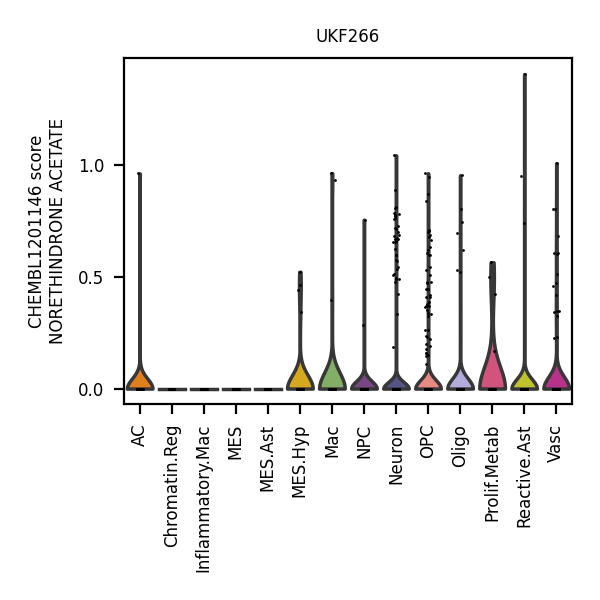 UKF266
CHEMBL1201146 score
NORETHINDRONE ACETATE
1.0
0.5
0.0
AC
Chromatin.Reg
Inflammatory.Mac
MES
MES.Ast
MES.Hyp
Mac
NPC
Neuron
OPC
Oligo
Prolif.Metab
Reactive.Ast
Vasc